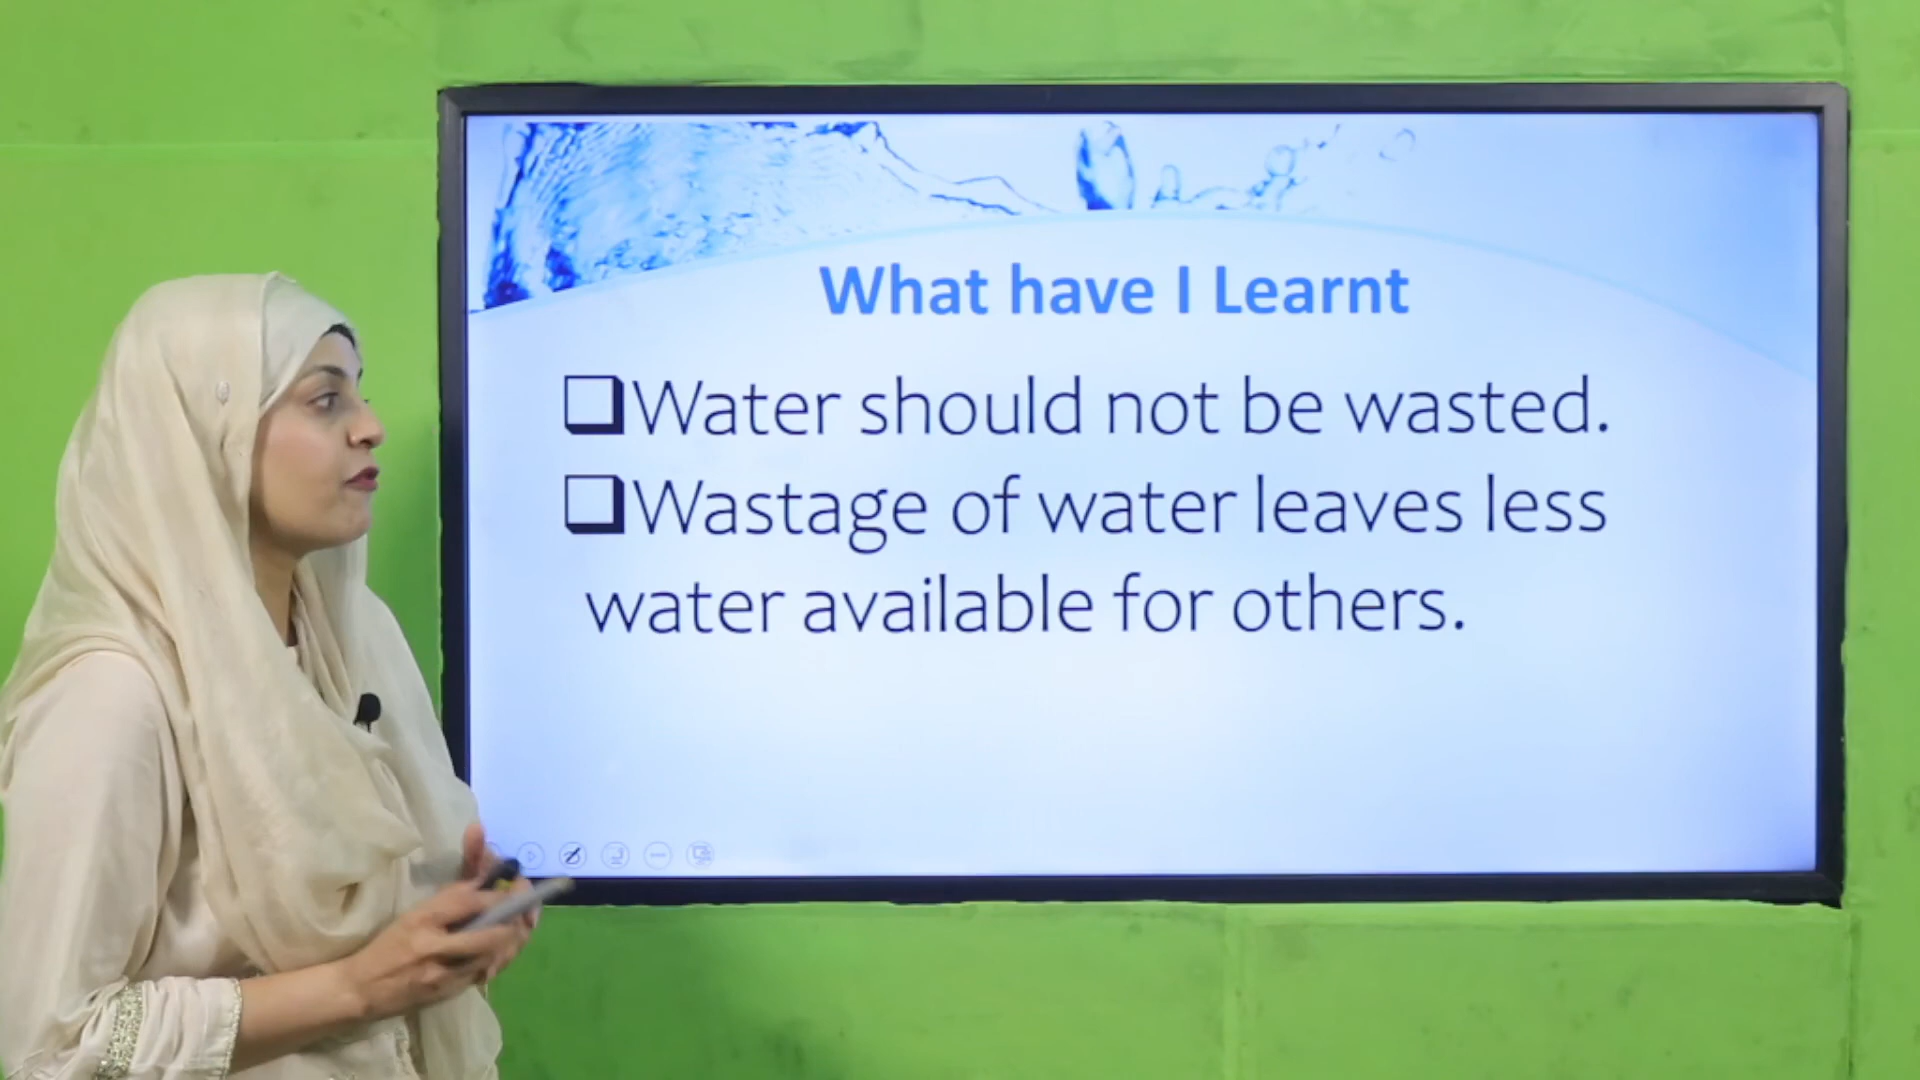 What have I Learnt
❑Water should not be wasted.
❑Wastage of water leaves less
water available for others.